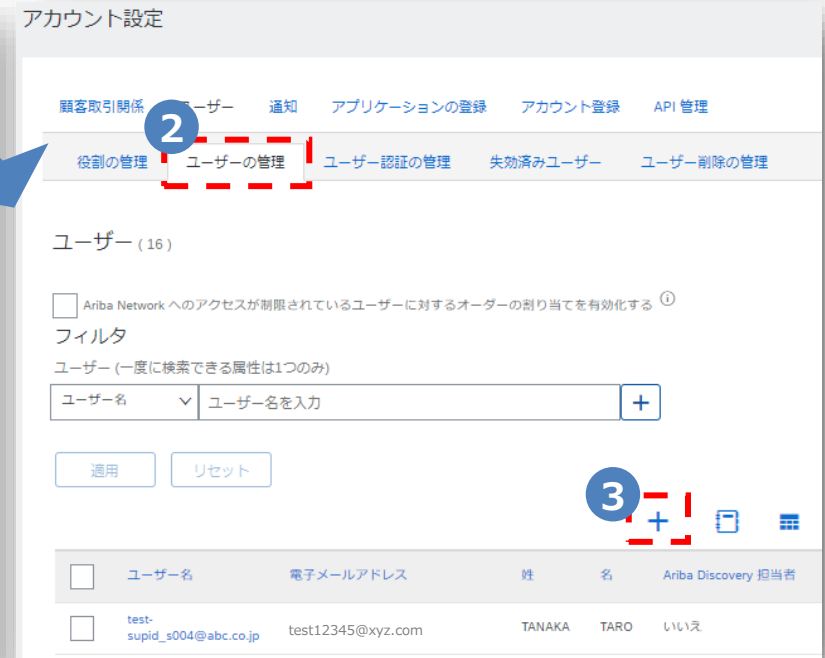 アカウント設定
顧客取引関係 ーザー 通知 アプリケーションの登録 アカウント登録 API 管理
2
役割の管理 ユーザーの管理 ユーザー認証の管理 失効済みユーザー ユーザー削除の管理
ユーザー (16)
Ariba Network へのアクセスが制限されているユーザーに対するオーダーの割り当てを有効化する
フィルタ
ユーザー (一度に検索できる属性は1つのみ)
ユーザー名 ユーザー名を入力 +
適用 リセット
3
+
ユーザー名 電子メールアドレス 姓 名 Ariba Discovery 担当者
test-
supid_s004@abc.co.jp test12345@xyz.com TANAKA TARO いいえ